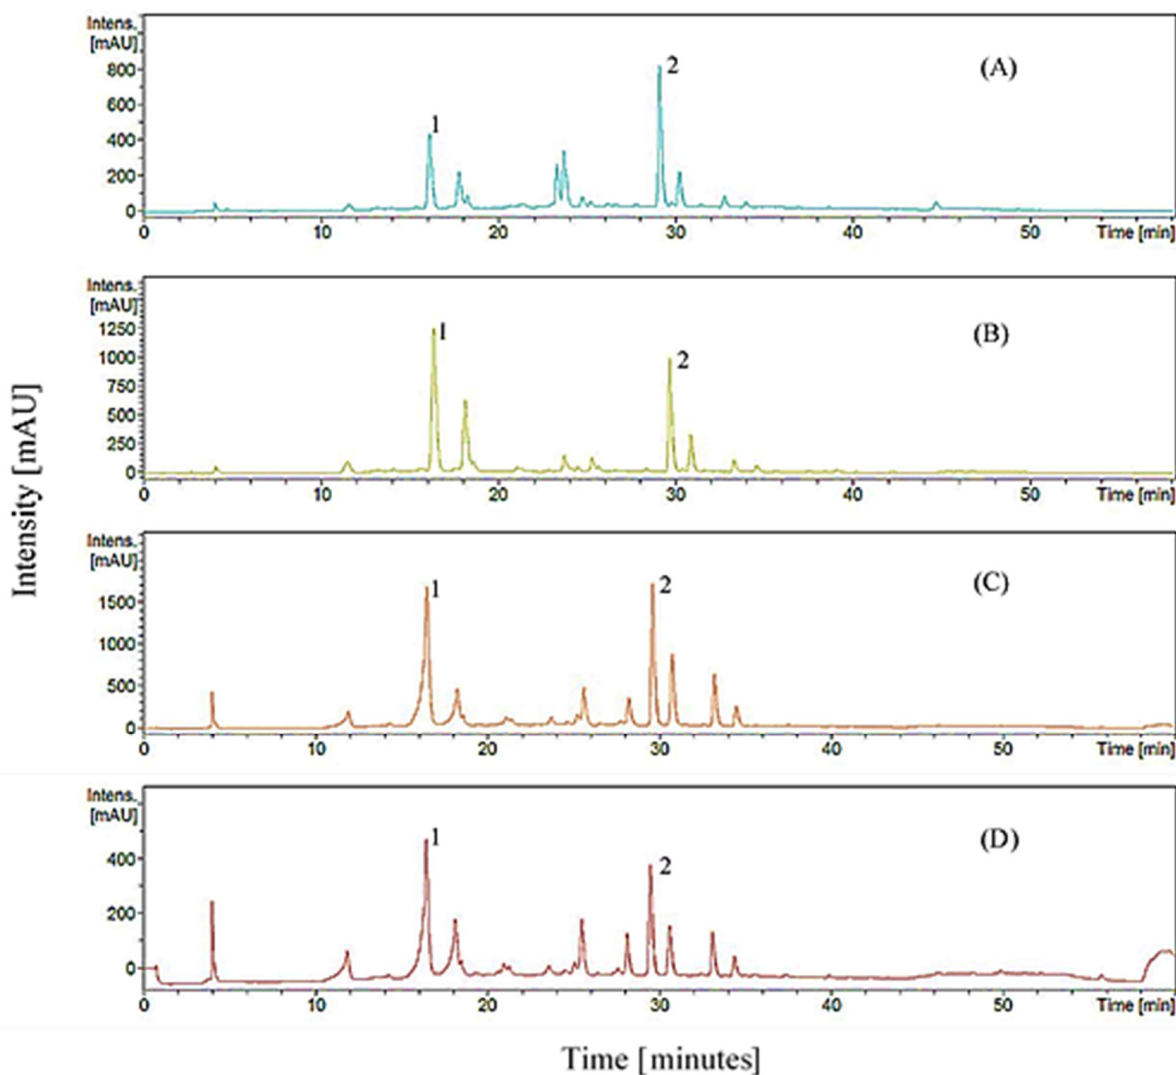 Intens.
[mAU]
800
600
400
200
0
1
2
(A)
0 10 20 30 40 50 Time [min]
Intens.
[mAU]
1250
1000
750
500
250
0
1
2
(B)
0 10 20 30 40 50 Time [min]
Intens.
[mAU]
1500
1000
500
0
1
2
(C)
0 10 20 30 40 50 Time [min]
Intens.
[mAU]
400
200
0
1
2
(D)
0 10 20 30 40 50 Time [min]
Intensity [mAU]
Time [minutes]